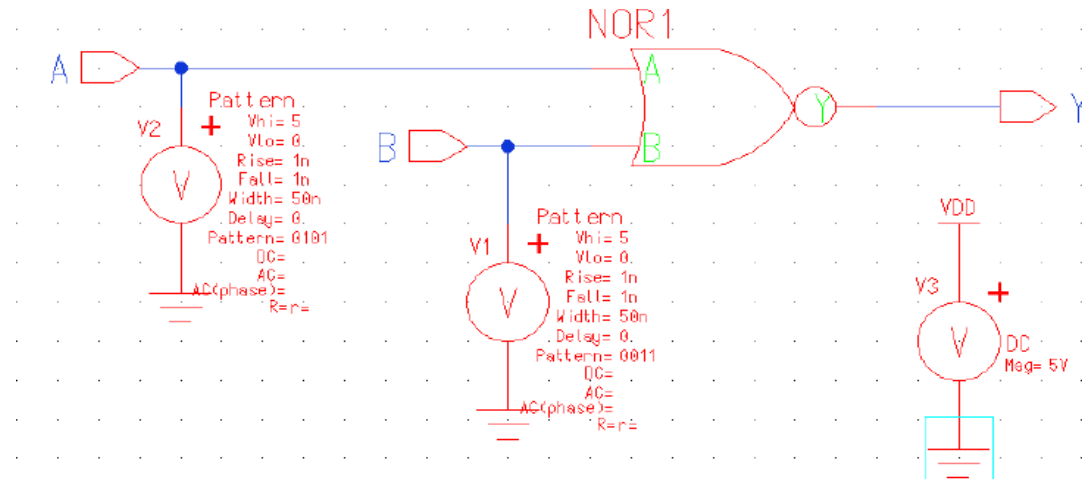 NOR1
A
A
Y
Y
Pattern
V2
+
Vhi= 5
Vlo= 0.
Rise= 1n
Fall= 1n
Width= 50n
Delay= 0.
Pattern= 0101
DC=
AC=
AC(phase)=
R=r=
V
B
B
Pattern
V1
+
Vhi= 5
Vlo= 0.
Rise= 1n
Fall= 1n
Width= 50n
Delay= 0.
Pattern= 0011
DC=
AC=
AC(phase)=
R=r=
V
VDD
V3
+
V
DC
Mag= 5V